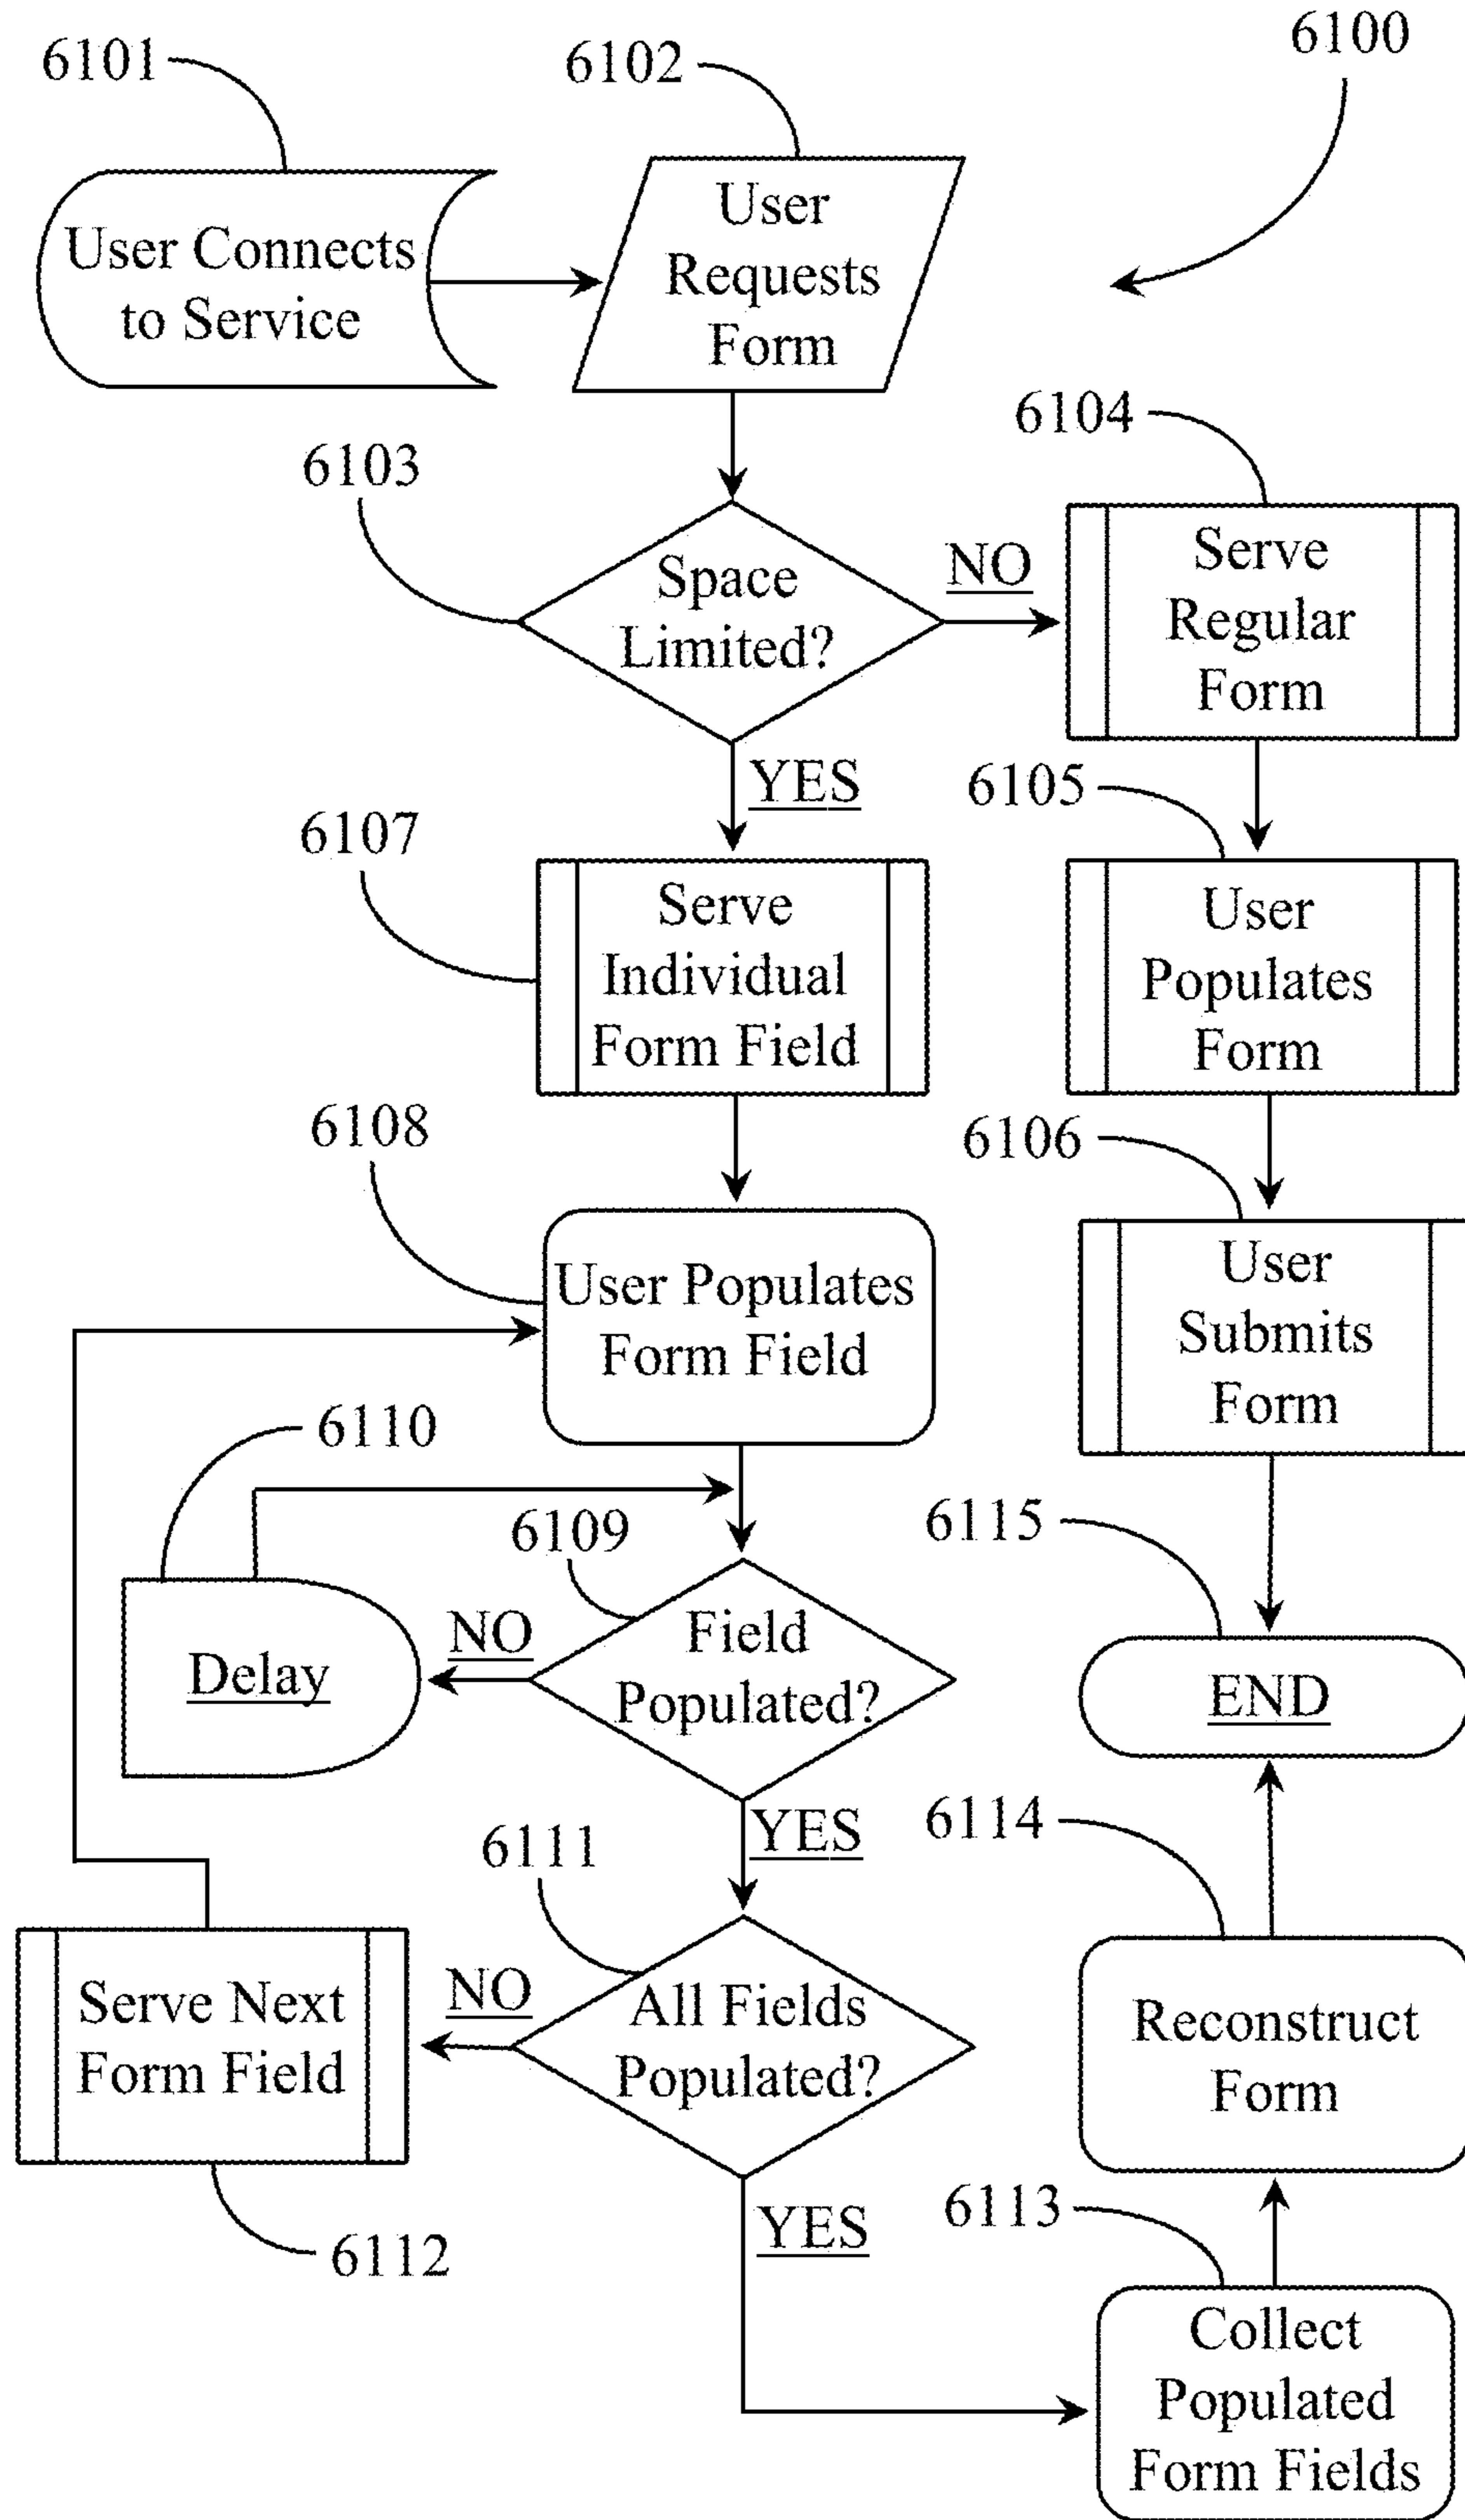 6100
6101
6102
User Connects
to Service
User
Requests
Form
6103
6104
Space
Limited?
NO
Serve
Regular
Form
YES
6105
6107
Serve
Individual
Form Field
User
Populates
Form
6108
6106
User Populates
Form Field
User
Submits
Form
6110
6109
6115
Delay
NO
Field
Populated?
END
YES
6111
6114
Serve Next
Form Field
NO
All Fields
Populated?
Reconstruct
Form
6112
YES
6113
Collect
Populated
Form Fields